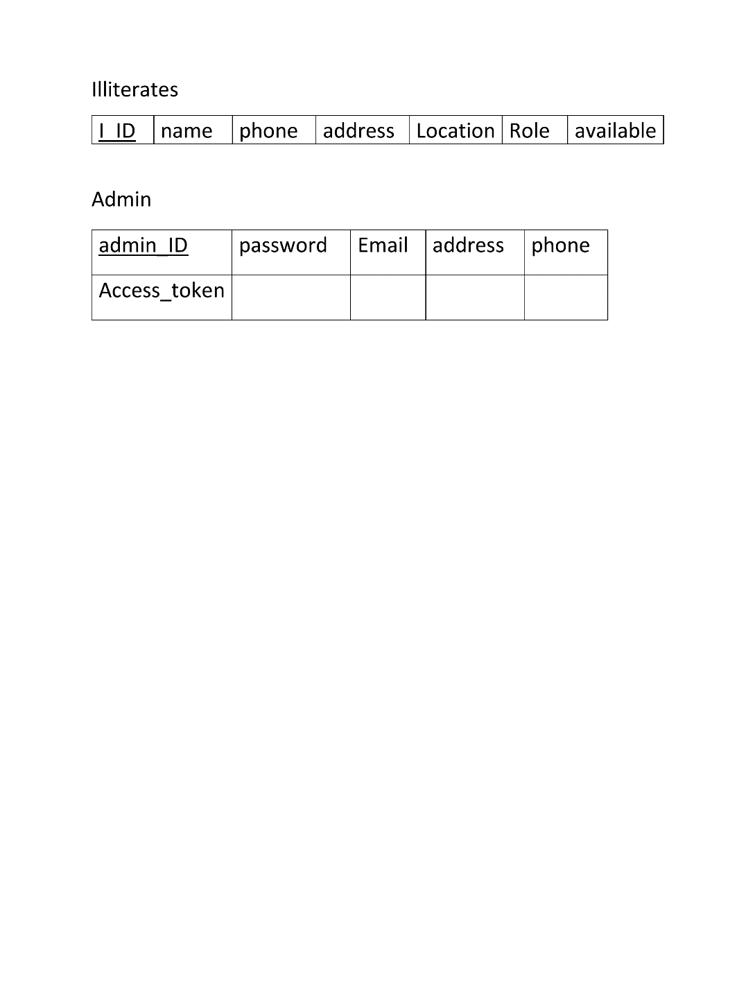 Illiterates
I_ID name phone address Location Role available
Admin
admin_ID password Email address phone
Access_token